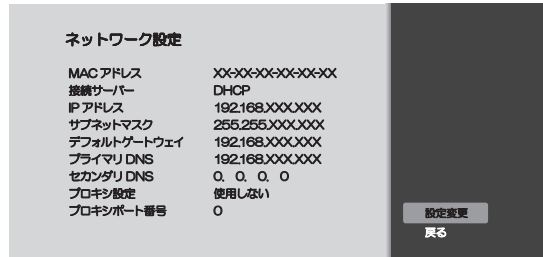 ネットワーク設定
MACアドレス XX-XX-XX-XX-XX-XX
接続サーバー DHCP
IPアドレス 192.168.XXX.XXX
サブネットマスク 255.255.XXX.XXX
デフォルトゲートウェイ 192.168.XXX.XXX
プライマリDNS 192.168.XXX.XXX
セカンダリDNS 0. 0. 0. 0
プロキシ設定 使用しない
プロキシポート番号 0
設定変更
戻る